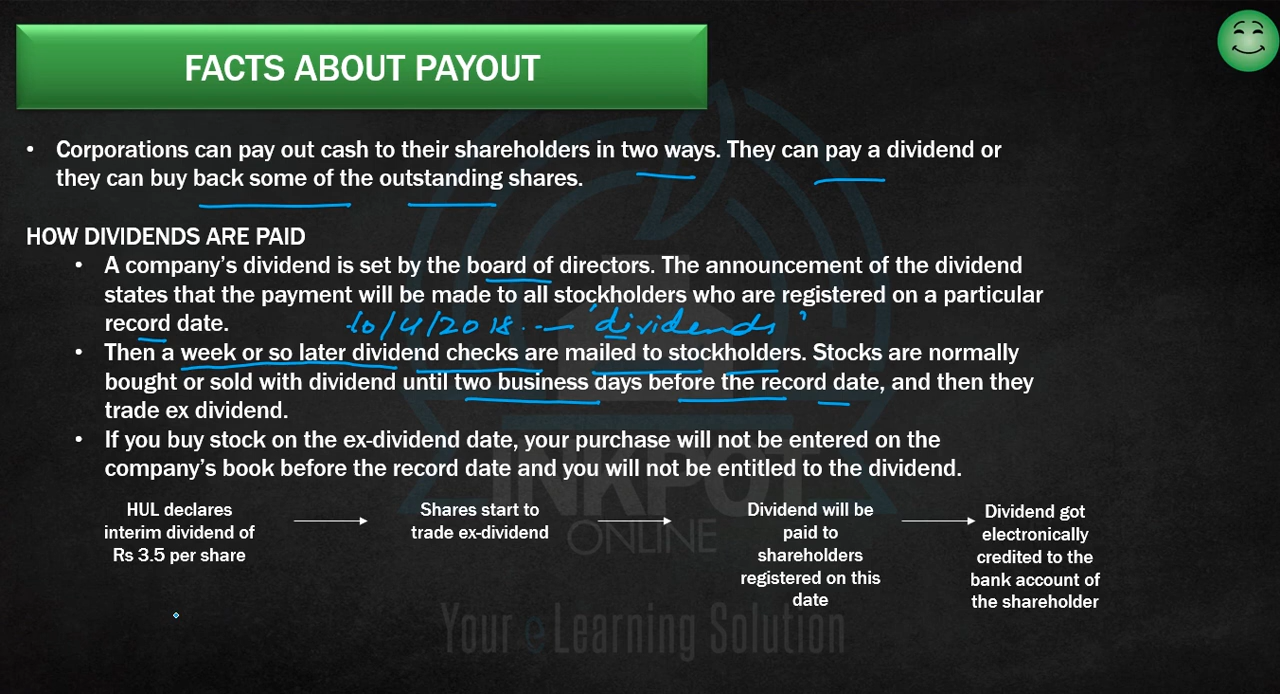 FACTS ABOUT PAYOUT
• Corporations can pay out cash to their shareholders in two ways. They can pay a dividend or
they can buy back some of the outstanding shares.
HOW DIVIDENDS ARE PAID
• A company's dividend is set by the board of directors. The announcement of the dividend
states that the payment will be made to all stockholders who are registered on a particular
record date.
10/4/2018 — 'dividends'
• Then a week or so later dividend checks are mailed to stockholders. Stocks are normally
bought or sold with dividend until two business days before the record date, and then they
trade ex dividend.
• If you buy stock on the ex-dividend date, your purchase will not be entered on the
company's book before the record date and you will not be entitled to the dividend.
INKPOT
ONLINE
HUL declares
interim dividend of
Rs 3.5 per share
Shares start to
trade ex-dividend
Dividend will be
paid to
shareholders
registered on this
date
Dividend got
electronically
credited to the
bank account of
the shareholder
Your e Learning Solution